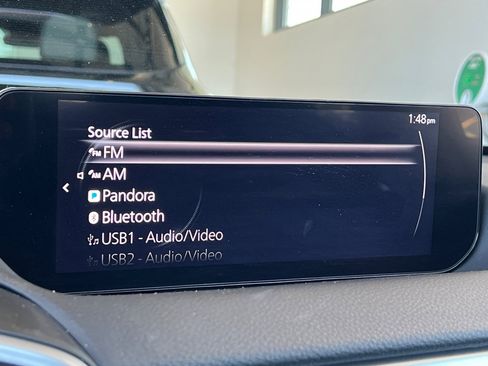 1:48pm
Source List
FM
AM
Pandora
Bluetooth
USB1 - Audio/Video
USB2 - Audio/Video